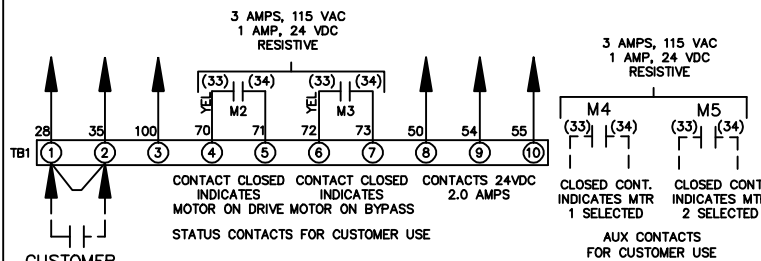 3 AMPS, 115 VAC
1 AMP, 24 VDC
RESISTIVE
3 AMPS, 115 VAC
1 AMP, 24 VDC
RESISTIVE
(33) (34) (33) (34)
YEL M2 YEL M3
M4 M5
(33) (34) (33) (34)
28 35 100 70 71 72 73 50 54 55
TB1 1 2 3 4 5 6 7 8 9 10
CONTACT CLOSED CONTACT CLOSED CONTACTS 24VDC
INDICATES INDICATES 2.0 AMPS
MOTOR ON DRIVE MOTOR ON BYPASS
STATUS CONTACTS FOR CUSTOMER USE
CLOSED CONT. CLOSED CONT
INDICATES MTR INDICATES MTR
1 SELECTED 2 SELECTED
AUX CONTACTS
FOR CUSTOMER USE
CUSTOMER